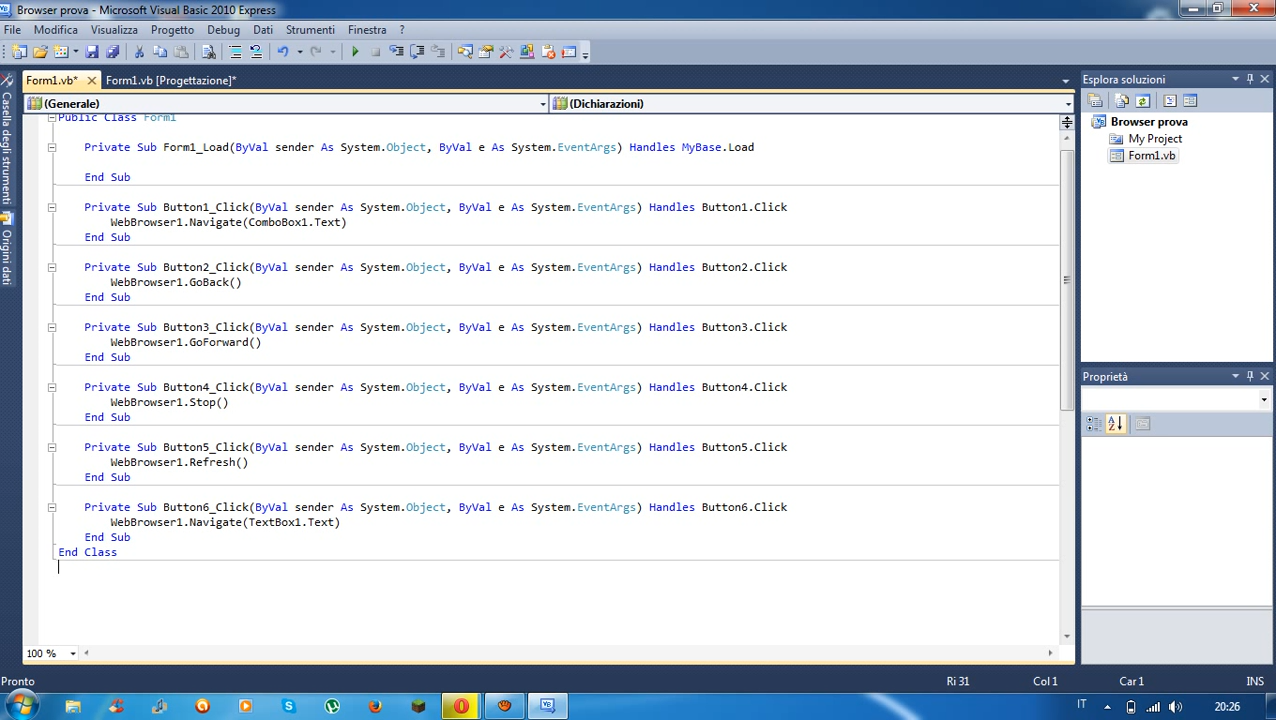 Browser prova - Microsoft Visual Basic 2010 Express
File Modifica Visualizza Progetto Debug Dati Strumenti Finestra ?
Form1.vb* Form1.vb [Progettazione]*
(Generale) (Dichiarazioni)
Public Class Form1
Private Sub Form1_Load(ByVal sender As System.Object, ByVal e As System.EventArgs) Handles MyBase.Load
End Sub
Private Sub Button1_Click(ByVal sender As System.Object, ByVal e As System.EventArgs) Handles Button1.Click
WebBrowser1.Navigate(ComboBox1.Text)
End Sub
Private Sub Button2_Click(ByVal sender As System.Object, ByVal e As System.EventArgs) Handles Button2.Click
WebBrowser1.GoBack()
End Sub
Private Sub Button3_Click(ByVal sender As System.Object, ByVal e As System.EventArgs) Handles Button3.Click
WebBrowser1.GoForward()
End Sub
Private Sub Button4_Click(ByVal sender As System.Object, ByVal e As System.EventArgs) Handles Button4.Click
WebBrowser1.Stop()
End Sub
Private Sub Button5_Click(ByVal sender As System.Object, ByVal e As System.EventArgs) Handles Button5.Click
WebBrowser1.Refresh()
End Sub
Private Sub Button6_Click(ByVal sender As System.Object, ByVal e As System.EventArgs) Handles Button6.Click
WebBrowser1.Navigate(TextBox1.Text)
End Sub
End Class
100 %
Casella degli strumenti
Origini dati
Esplora soluzioni
Browser prova
My Project
Form1.vb
Proprietà
Pronto Ri 31 Col 1 Car 1 INS
IT 20:26